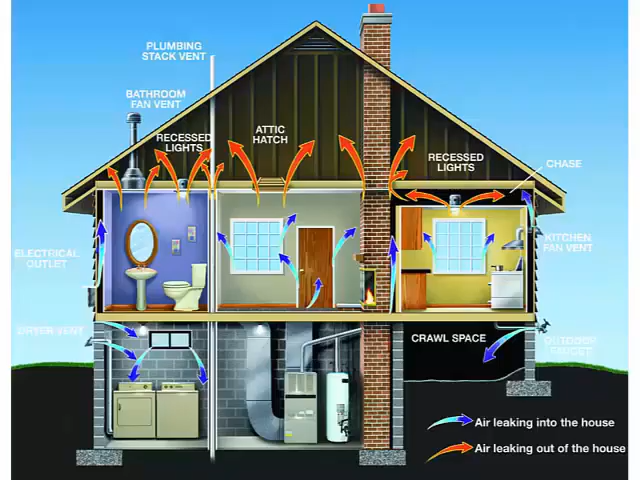 PLUMBING
STACK VENT
BATHROOM
FAN VENT
RECESSED
LIGHTS
ATTIC
HATCH
RECESSED
LIGHTS
CHASE
ELECTRICAL
OUTLET
KITCHEN
FAN VENT
DRYER VENT
CRAWL SPACE
OUTDOOR
FAUCET
Air leaking into the house
Air leaking out of the house